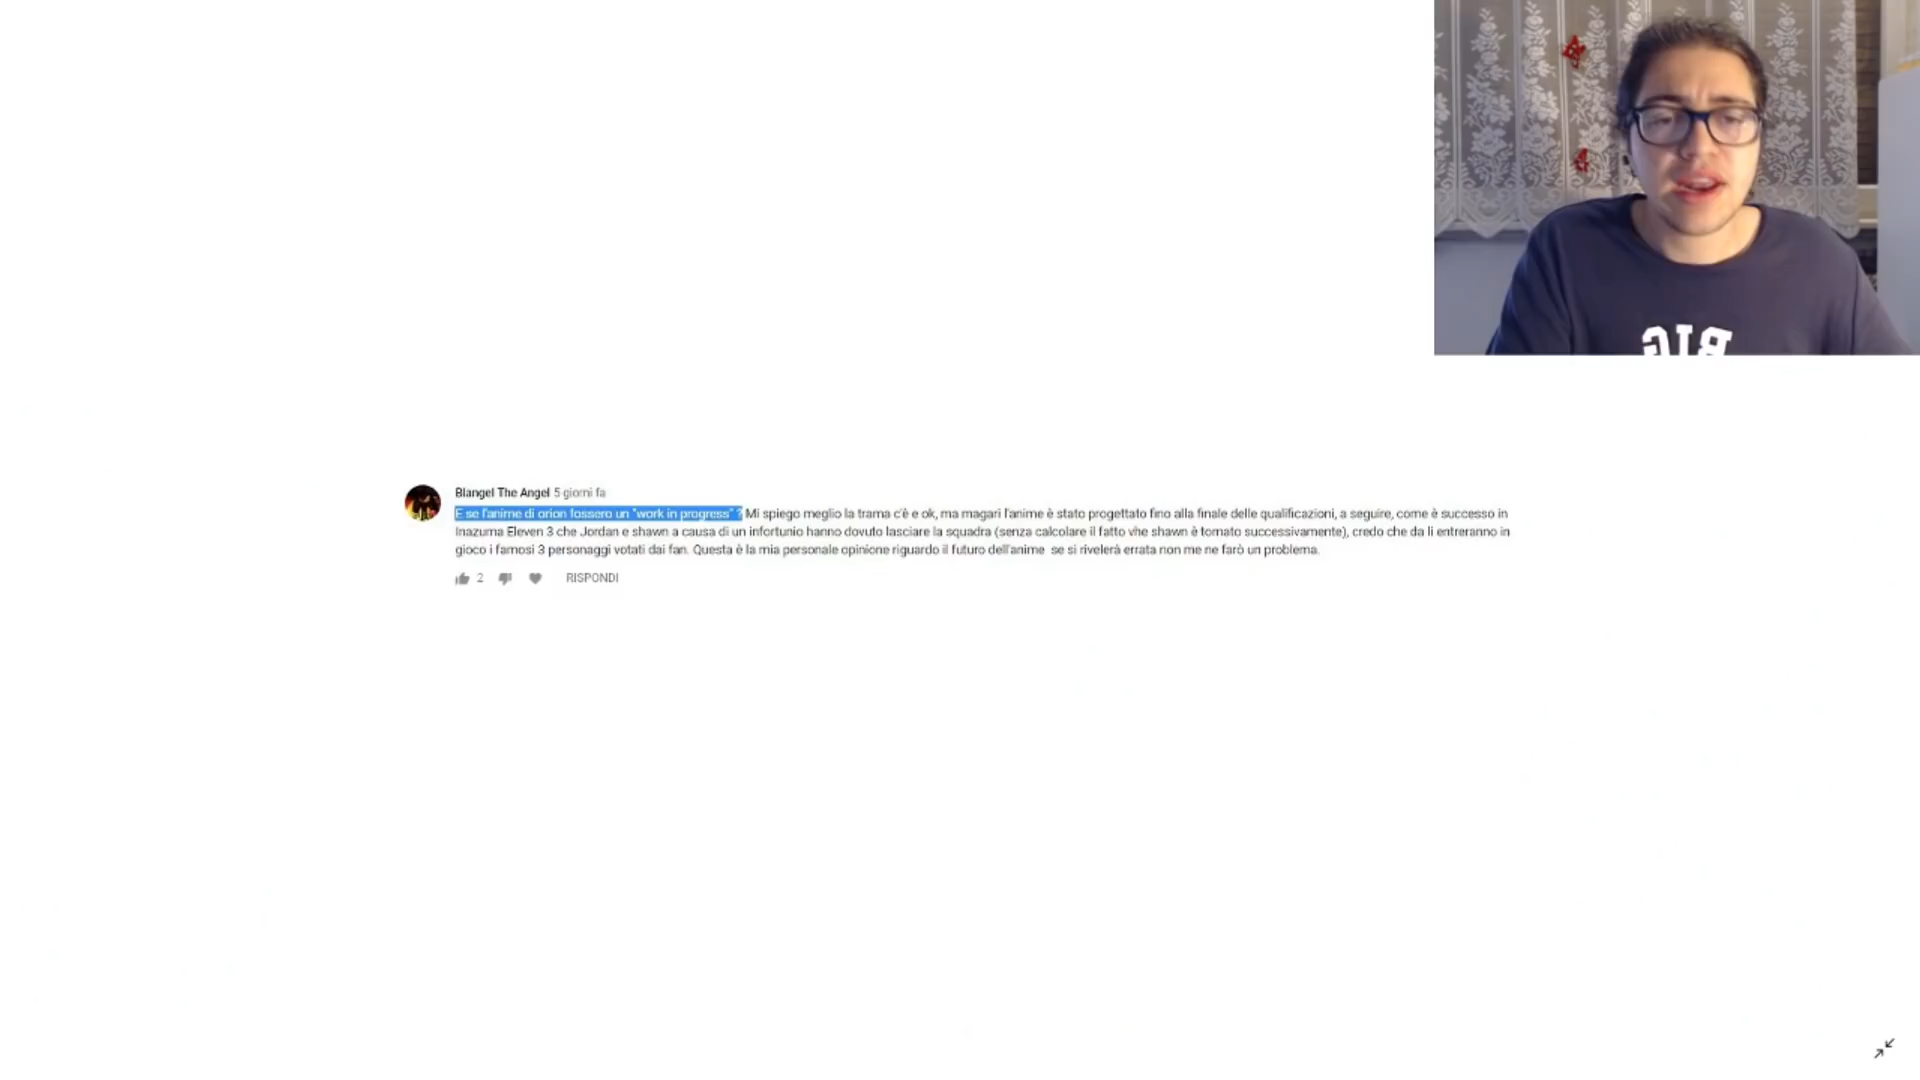 BIG
Blangel The Angel 5 giorni fa
E se l'anime di orion fossero un "work in progress" ? Mi spiego meglio la trama c'è e ok, ma magari l'anime è stato progettato fino alla finale delle qualificazioni, a seguire, come è successo in
Inazuma Eleven 3 che Jordan e shawn a causa di un infortunio hanno dovuto lasciare la squadra (senza calcolare il fatto vhe shawn è tornato successivamente), credo che da li entreranno in
gioco i famosi 3 personaggi votati dai fan. Questa è la mia personale opinione riguardo il futuro dell'anime se si rivelerà errata non me ne farò un problema.
2 RISPONDI